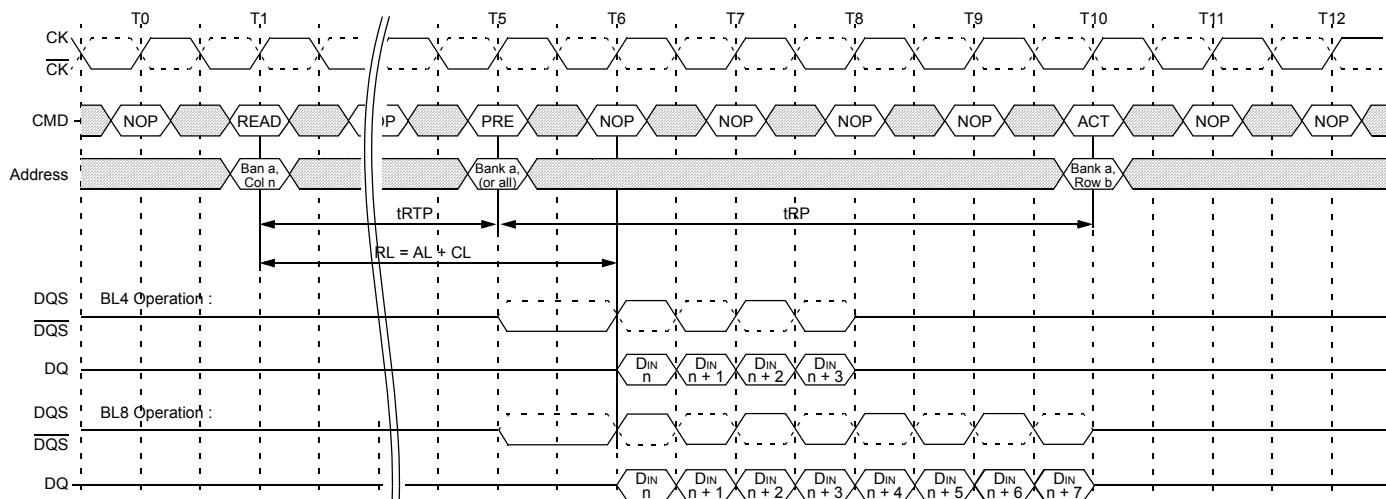 T0 T1 T5 T6 T7 T8 T9 T10 T11 T12
CK
CK
CMD NOP READ OP PRE NOP NOP NOP NOP ACT NOP NOP
Address Ban a, Col n Bank a, (or all) Bank a, Row b
tRTP tRP
RL = AL + CL
DQS BL4 Operation :
DQS
DQ DIN n DIN n + 1 DIN n + 2 DIN n + 3
DQS BL8 Operation :
DQS
DQ DIN n DIN n + 1 DIN n + 2 DIN n + 3 DIN n + 4 DIN n + 5 DIN n + 6 DIN n + 7